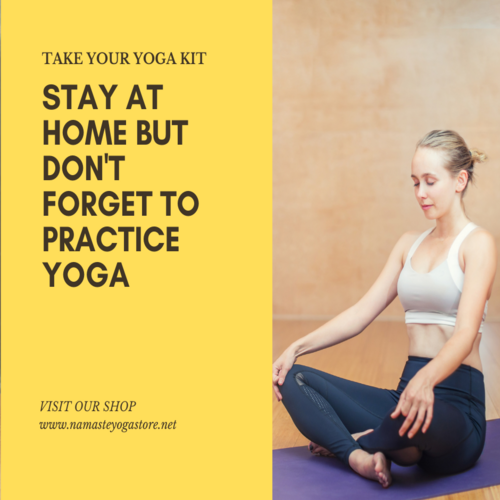 TAKE YOUR YOGA KIT
STAY AT
HOME BUT
DON'T
FORGET TO
PRACTICE
YOGA
VISIT OUR SHOP
www.namasteyogastore.net